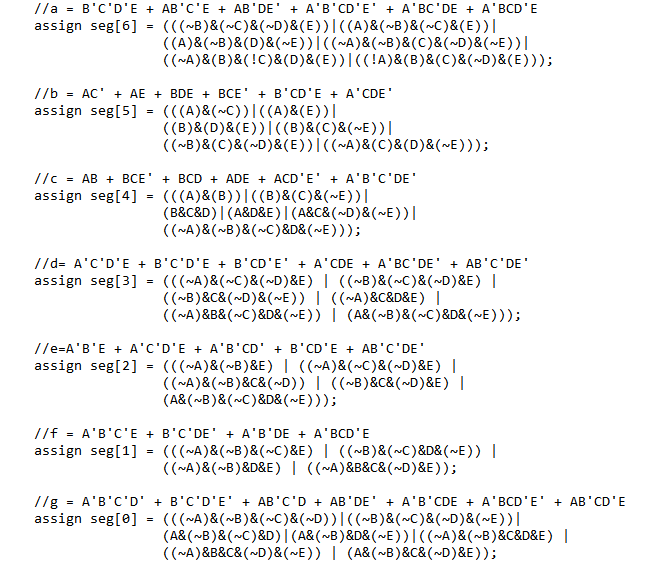 //a = B'C'D'E + AB'C'E + AB'DE' + A'B'CD'E' + A'BC'DE + A'BCD'E
assign seg[6] = (((~B)&(~C)&(~D)&(E))|((A)&(~B)&(~C)&(E))|
((A)&(~B)&(D)&(~E))|((~A)&(~B)&(C)&(~D)&(~E))|
((~A)&(B)&(!C)&(D)&(E))|((!A)&(B)&(C)&(~D)&(E)));
//b = AC' + AE + BDE + BCE' + B'CD'E + A'CDE'
assign seg[5] = (((A)&(~C))|((A)&(E))|
((B)&(D)&(E))|((B)&(C)&(~E))|
((~B)&(C)&(~D)&(E))|((~A)&(C)&(D)&(~E)));
//c = AB + BCE' + BCD + ADE + ACD'E' + A'B'C'DE'
assign seg[4] = (((A)&(B))|((B)&(C)&(~E))|
(B&C&D)|(A&D&E)|(A&C&(~D)&(~E))|
((~A)&(~B)&(~C)&D&(~E)));
//d= A'C'D'E + B'C'D'E + B'CD'E' + A'CDE + A'BC'DE' + AB'C'DE'
assign seg[3] = (((~A)&(~C)&(~D)&E) | ((~B)&(~C)&(~D)&E) |
((~B)&C&(~D)&(~E)) | ((~A)&C&D&E) |
((~A)&B&(~C)&D&(~E)) | (A&(~B)&(~C)&D&(~E)));
//e=A'B'E + A'C'D'E + A'B'CD' + B'CD'E + AB'C'DE'
assign seg[2] = (((~A)&(~B)&E) | ((~A)&(~C)&(~D)&E) |
((~A)&(~B)&C&(~D)) | ((~B)&C&(~D)&E) |
(A&(~B)&(~C)&D&(~E)));
//f = A'B'C'E + B'C'DE' + A'B'DE + A'BCD'E
assign seg[1] = (((~A)&(~B)&(~C)&E) | ((~B)&(~C)&D&(~E)) |
((~A)&(~B)&D&E) | ((~A)&B&C&(~D)&E));
//g = A'B'C'D' + B'C'D'E' + AB'C'D + AB'DE' + A'B'CDE + A'BCD'E' + AB'CD'E
assign seg[0] = (((~A)&(~B)&(~C)&(~D))|((~B)&(~C)&(~D)&(~E))|
(A&(~B)&(~C)&D)|(A&(~B)&D&(~E))|((~A)&(~B)&C&D&E) |
((~A)&B&C&(~D)&(~E)) | (A&(~B)&C&(~D)&E));